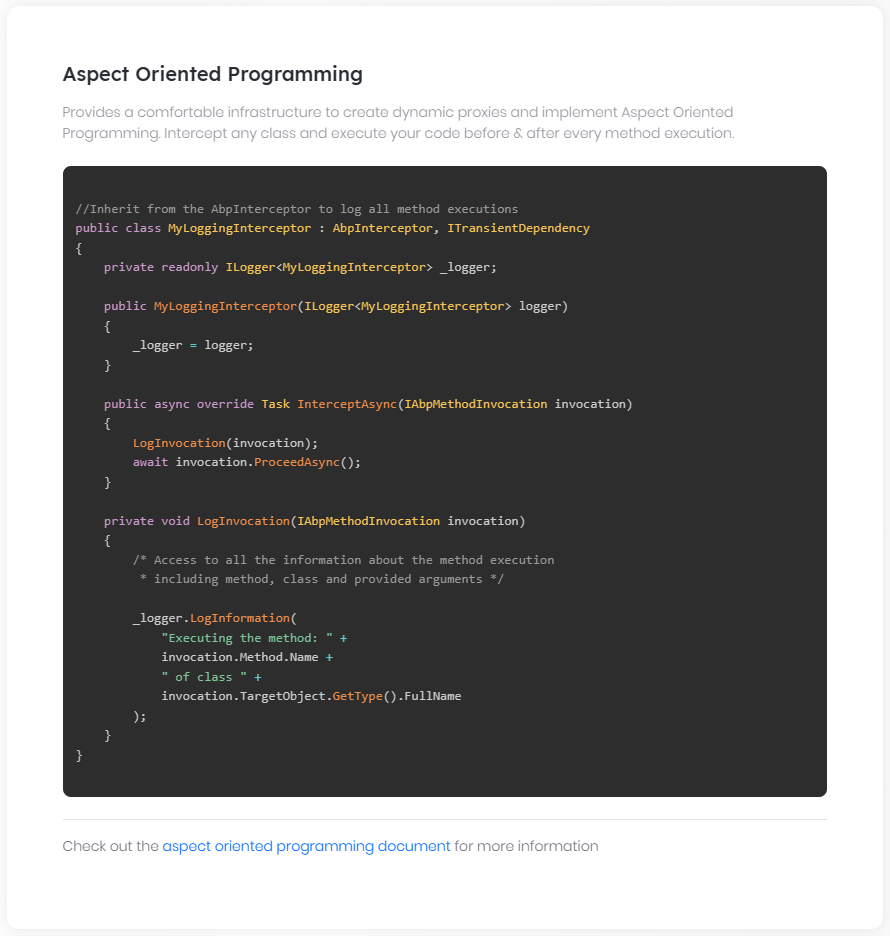 Aspect Oriented Programming
Provides a comfortable infrastructure to create dynamic proxies and implement Aspect Oriented
Programming. Intercept any class and execute your code before & after every method execution.
//Inherit from the AbpInterceptor to log all method executions
public class MyLoggingInterceptor : AbpInterceptor, ITransientDependency
{
    private readonly ILogger<MyLoggingInterceptor> _logger;

    public MyLoggingInterceptor(ILogger<MyLoggingInterceptor> logger)
    {
        _logger = logger;
    }

    public async override Task InterceptAsync(IAbpMethodInvocation invocation)
    {
        LogInvocation(invocation);
        await invocation.ProceedAsync();
    }

    private void LogInvocation(IAbpMethodInvocation invocation)
    {
        /* Access to all the information about the method execution
         * including method, class and provided arguments */

        _logger.LogInformation(
            "Executing the method: " +
            invocation.Method.Name +
            " of class " +
            invocation.TargetObject.GetType().FullName
        );
    }
}
Check out the aspect oriented programming document for more information